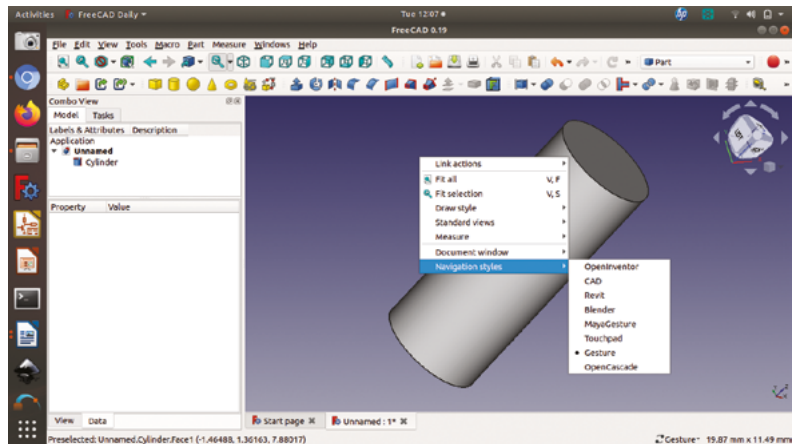 Activities FreeCAD Daily Tue 12:07
FreeCAD 0.19
File Edit View Tools Macro Part Measure Windows Help
Part
Combo View
Model Tasks
Labels & Attributes Description
Application
Unnamed
Cylinder
Property Value
Link actions
Fit all V, F
Fit selection V, S
Draw style
Standard views
Measure
Document window
Navigation styles
OpenInventor
CAD
Revit
Blender
MayaGesture
Touchpad
Gesture
OpenCascade
View Data
Start page
Unnamed : 1*
Preselected: Unnamed.Cylinder.Face1 (-1.46488, 1.36163, 7.88017)
Gesture 19.87 mm x 11.49 mm